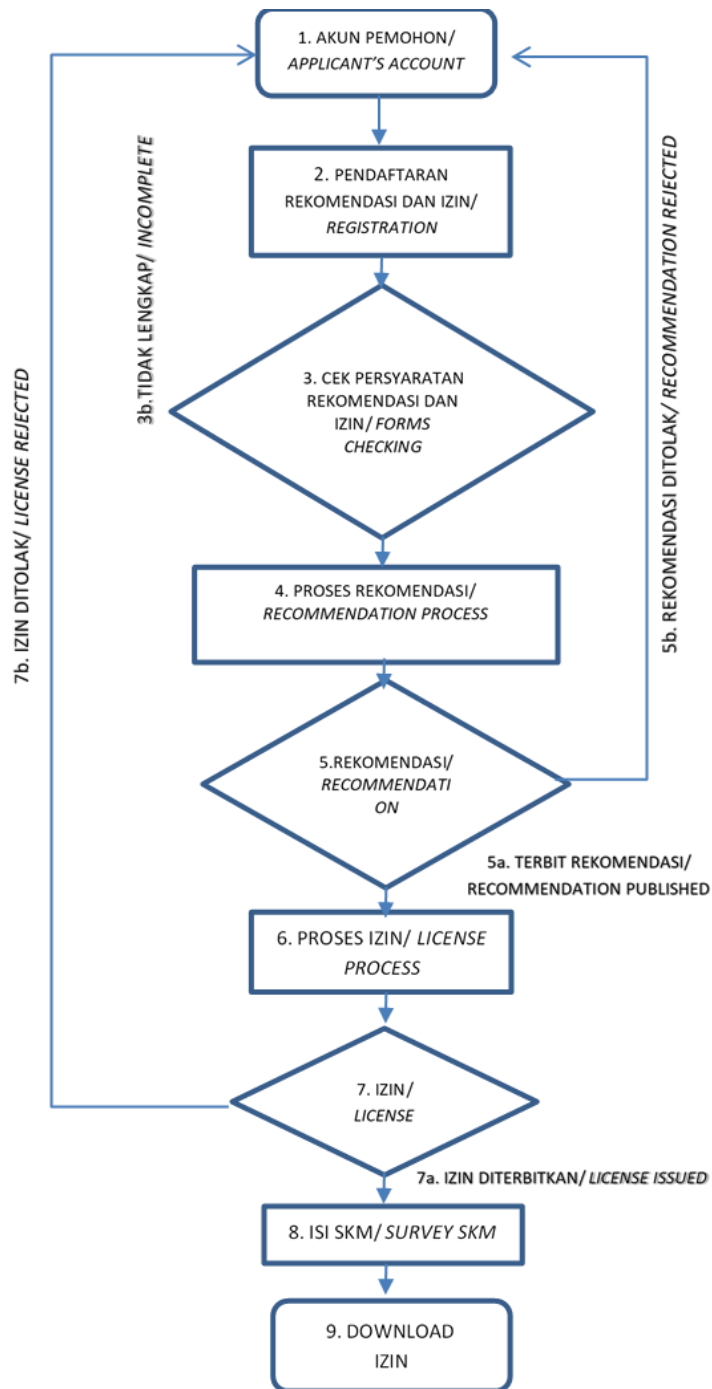 1. AKUN PEMOHON/
APPLICANT'S ACCOUNT
2. PENDAFTARAN
REKOMENDASI DAN IZIN/
REGISTRATION
3b.TIDAK LENGKAP/ INCOMPLETE
3. CEK PERSYARATAN
REKOMENDASI DAN
IZIN/ FORMS
CHECKING
7b. IZIN DITOLAK/ LICENSE REJECTED
5b. REKOMENDASI DITOLAK/ RECOMMENDATION REJECTED
4. PROSES REKOMENDASI/
RECOMMENDATION PROCESS
5.REKOMENDASI/
RECOMMENDATI
ON
5a. TERBIT REKOMENDASI/
RECOMMENDATION PUBLISHED
6. PROSES IZIN/ LICENSE
PROCESS
7. IZIN/
LICENSE
7a. IZIN DITERBITKAN/ LICENSE ISSUED
8. ISI SKM/ SURVEY SKM
9. DOWNLOAD
IZIN